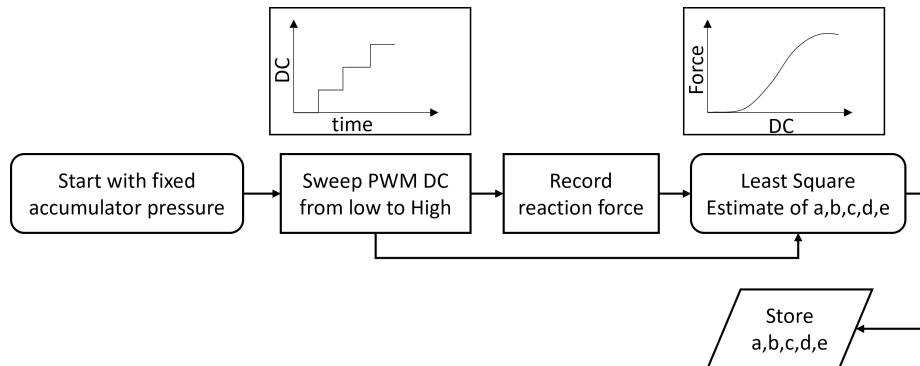 DC
time
Force
DC
Start with fixed
accumulator pressure
Sweep PWM DC
from low to High
Record
reaction force
Least Square
Estimate of a,b,c,d,e
Store
a,b,c,d,e